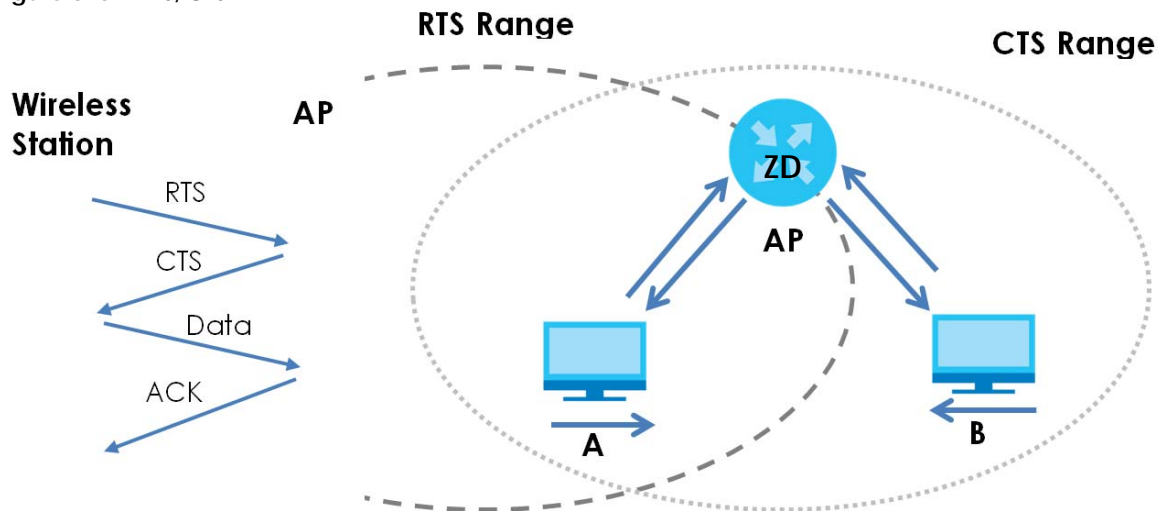 RTS Range
CTS Range
Wireless
Station
AP
RTS
CTS
Data
ACK
ZD
AP
A
B